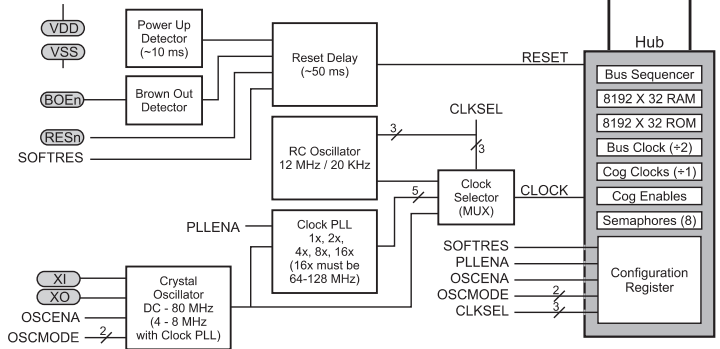 VDD
VSS
Power Up
Detector
(~10 ms)
BOEn
Brown Out
Detector
RESn
SOFTRES
Reset Delay
(~50 ms)
RESET
Hub
Bus Sequencer
8192 X 32 RAM
8192 X 32 ROM
Bus Clock (÷2)
Cog Clocks (÷1)
Cog Enables
Semaphores (8)
CLKSEL
3
3
RC Oscillator
12 MHz / 20 KHz
5
Clock
Selector
(MUX)
CLOCK
PLLENA
Clock PLL
1x, 2x,
4x, 8x, 16x
(16x must be
64-128 MHz)
XI
XO
OSCENA
OSCMODE
2
Crystal
Oscillator
DC - 80 MHz
(4 - 8 MHz
with Clock PLL)
SOFTRES
PLLENA
OSCENA
OSCMODE
2
CLKSEL
3
Configuration
Register